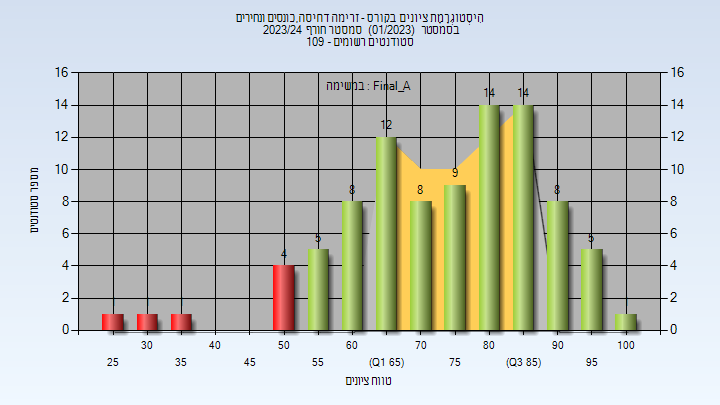 היסטוגרמת ציונים בקורס - זרימה דחיסה,כונסים ונחירים
בסמסטר (01/2023) סמסטר חורף 2023/24
סטודנטים רשומים - 109
במשימה : Final_A
מספר סטודנטים
16 16
14 14
12 12
10 10
8 8
6 6
4 4
2 2
0 0
1 1 1 4 5 8 12 8 9 14 14 8 5 1
30 40 50 60 70 80 90 100
25 35 45 55 (Q1 65) 75 (Q3 85) 95
טווח ציונים